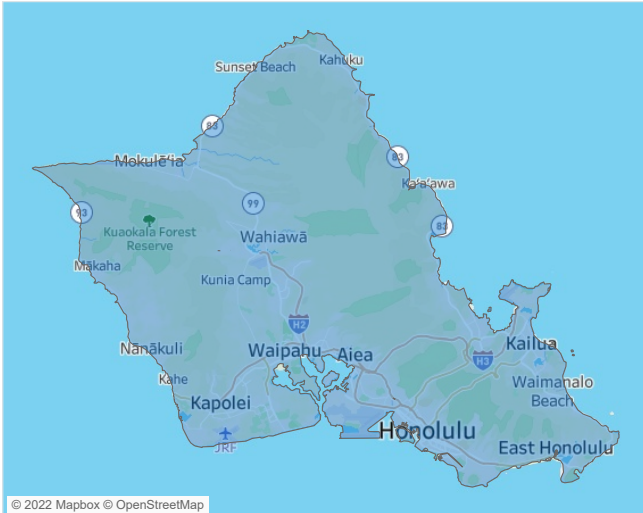 Kahuku
Sunset Beach
83
Mokulē‘ia
83
Ka‘a‘awa
99
93
83
Kuaokala Forest
Reserve
Wahiawā
Mākaha
Kunia Camp
H2
Nānākuli
Waipahu
Aiea
Kailua
H3
Kahe
Waimanalo
Beach
Kapolei
Honolulu
JRF
East Honolulu
© 2022 Mapbox © OpenStreetMap